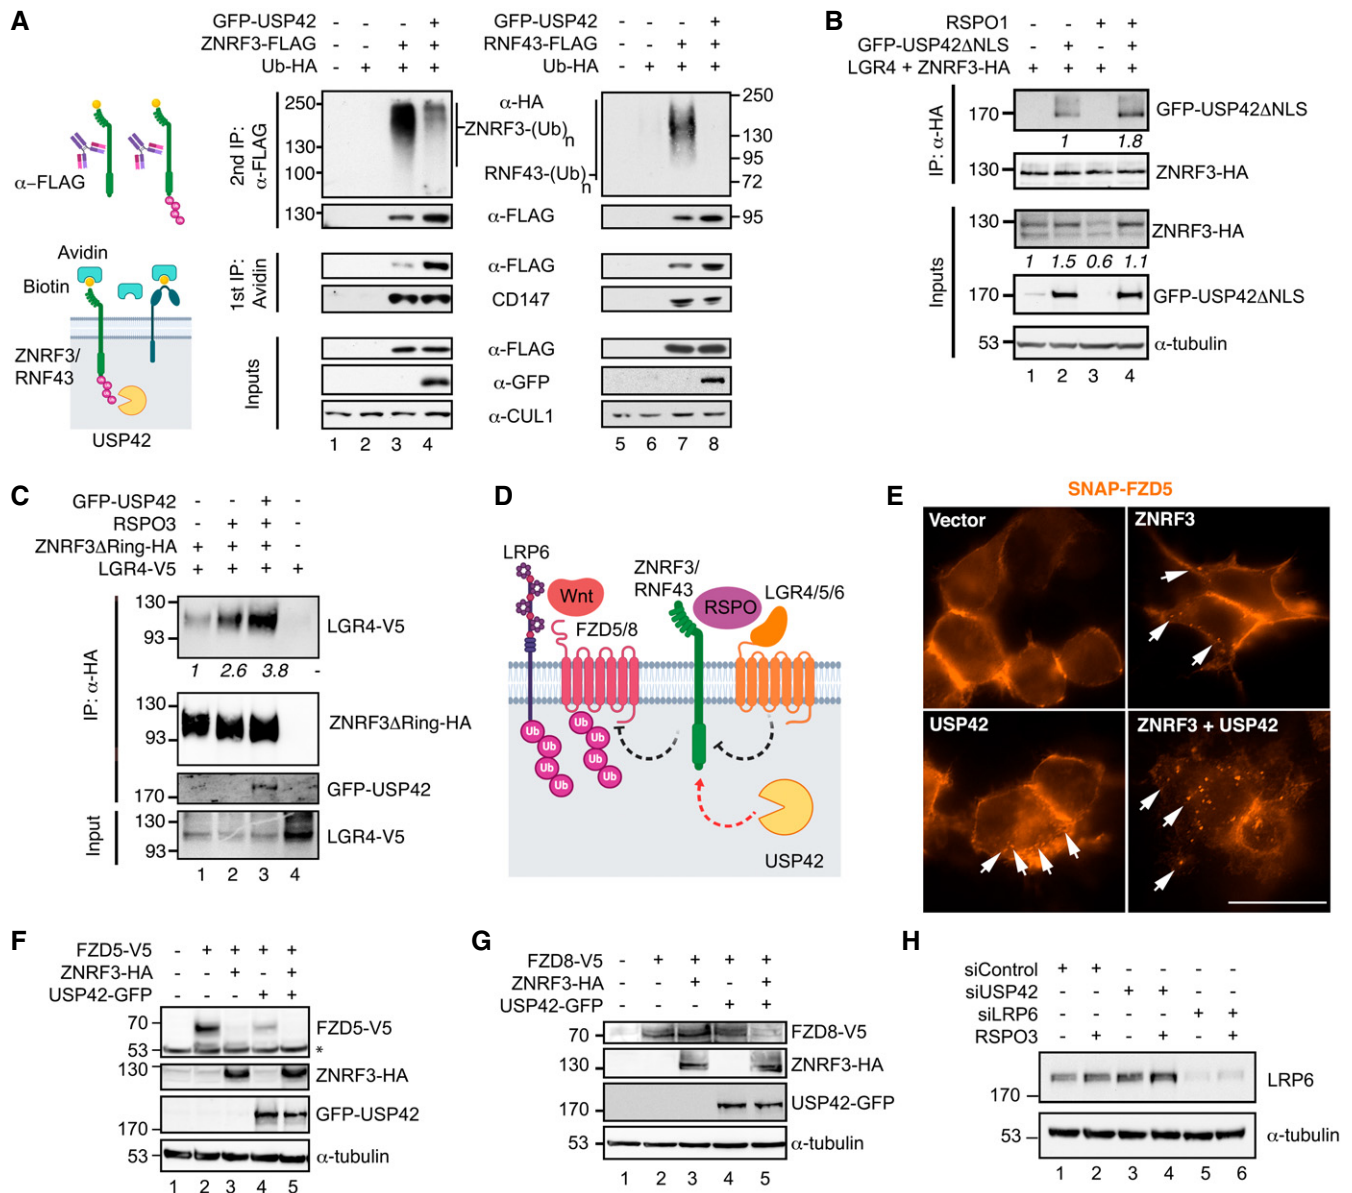 A
GFP-USP42 - - - +
ZNRF3-FLAG - - + +
Ub-HA - + + +
GFP-USP42 - - - +
RNF43-FLAG - - + +
Ub-HA - + + +
α-FLAG
Avidin
Biotin
ZNRF3/
RNF43
USP42
2nd IP:
α-FLAG
250
130
100
130
α-HA
ZNRF3-(Ub)n
RNF43-(Ub)n
250
130
95
72
α-FLAG
95
1st IP:
Avidin
α-FLAG
CD147
Inputs
α-FLAG
α-GFP
α-CUL1
1 2 3 4
5 6 7 8
B
RSPO1 - - + +
GFP-USP42ΔNLS - + - +
LGR4 + ZNRF3-HA + + + +
IP: α-HA
170
GFP-USP42ΔNLS
1 1.8
130
ZNRF3-HA
Inputs
130
ZNRF3-HA
1 1.5 0.6 1.1
170
GFP-USP42ΔNLS
53
α-tubulin
1 2 3 4
C
GFP-USP42 - - + -
RSPO3 - + + -
ZNRF3ΔRing-HA + + + -
LGR4-V5 + + + +
IP: α-HA
130
93
LGR4-V5
1 2.6 3.8 -
130
93
ZNRF3ΔRing-HA
170
GFP-USP42
Input
130
93
LGR4-V5
1 2 3 4
D
LRP6
Wnt
FZD5/8
ZNRF3/
RNF43
RSPO
LGR4/5/6
Ub Ub
Ub Ub
Ub Ub
Ub Ub
USP42
E
SNAP-FZD5
Vector
ZNRF3
USP42
ZNRF3 + USP42
F
FZD5-V5 - + + + +
ZNRF3-HA - - + - +
USP42-GFP - - - + +
70
FZD5-V5
53
*
130
ZNRF3-HA
GFP-USP42
170
53
α-tubulin
1 2 3 4 5
G
FZD8-V5 - + + + +
ZNRF3-HA - - + - +
USP42-GFP - - - + +
70
FZD8-V5
130
ZNRF3-HA
170
USP42-GFP
53
α-tubulin
1 2 3 4 5
H
siControl + + - - - -
siUSP42 - - + + - -
siLRP6 - - - - + +
RSPO3 - + - + - +
170
LRP6
53
α-tubulin
1 2 3 4 5 6